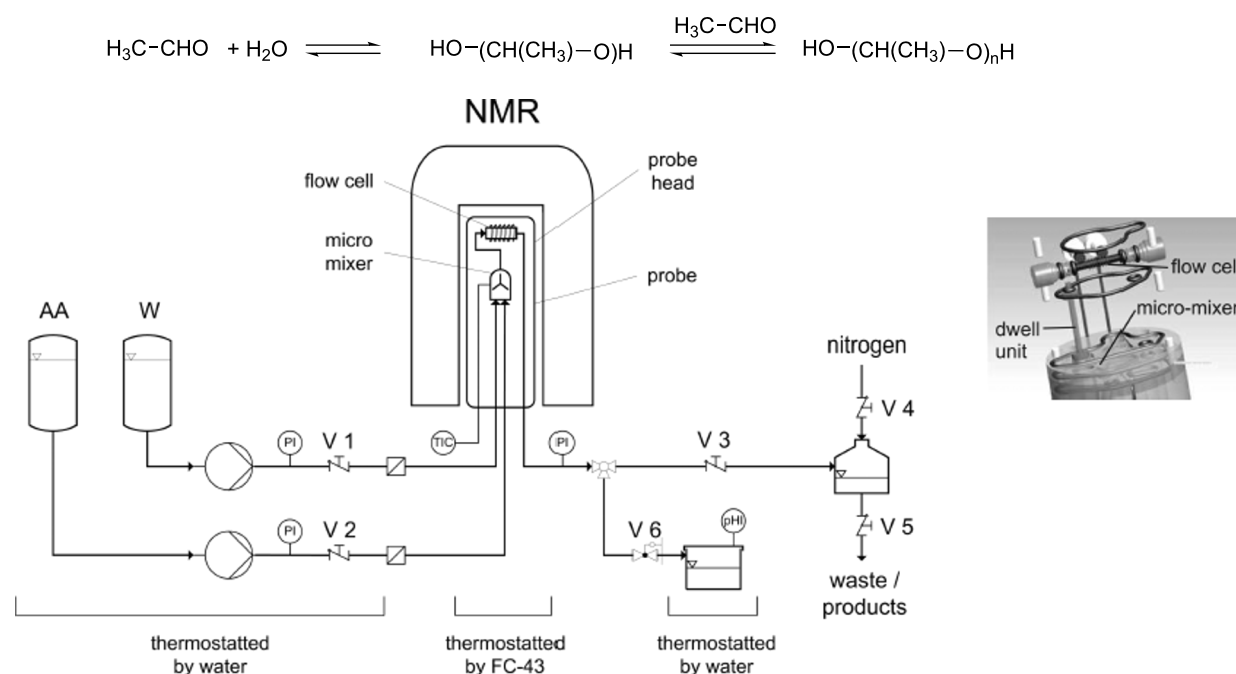 H₃C−CHO
H₃C−CHO + H₂O ⇌ HO−(CH(CH₃)−O)H ⇌ HO−(CH(CH₃)−O)ₙH
NMR
flow cell
probe
head
micro
mixer
probe
AA
W
flow cell
micro-mixer
dwell
unit
nitrogen
V 4
PI
V 1
TIC
PI
V 3
PI
V 2
V 6
pHI
V 5
waste /
products
thermostatted
by water
thermostatted
by FC-43
thermostatted
by water